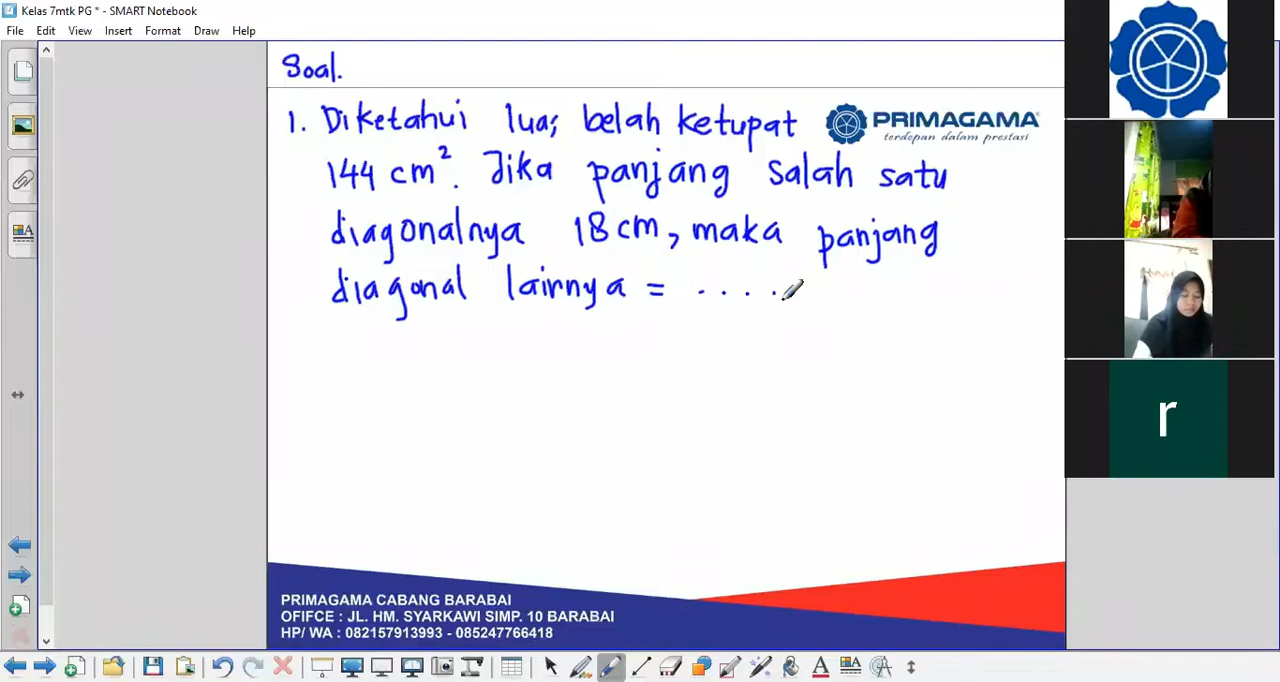 Kelas 7mtk PG * - SMART Notebook
File Edit View Insert Format Draw Help
Soal.
1. Diketahui luas belah ketupat
PRIMAGAMA
terdepan dalam prestasi
144 cm². Jika panjang salah satu
diagonalnya 18 cm, maka panjang
diagonal lainnya = .....
r
PRIMAGAMA CABANG BARABAI
OFIFCE : JL. HM. SYARKAWI SIMP. 10 BARABAI
HP/ WA : 082157913993 - 085247766418